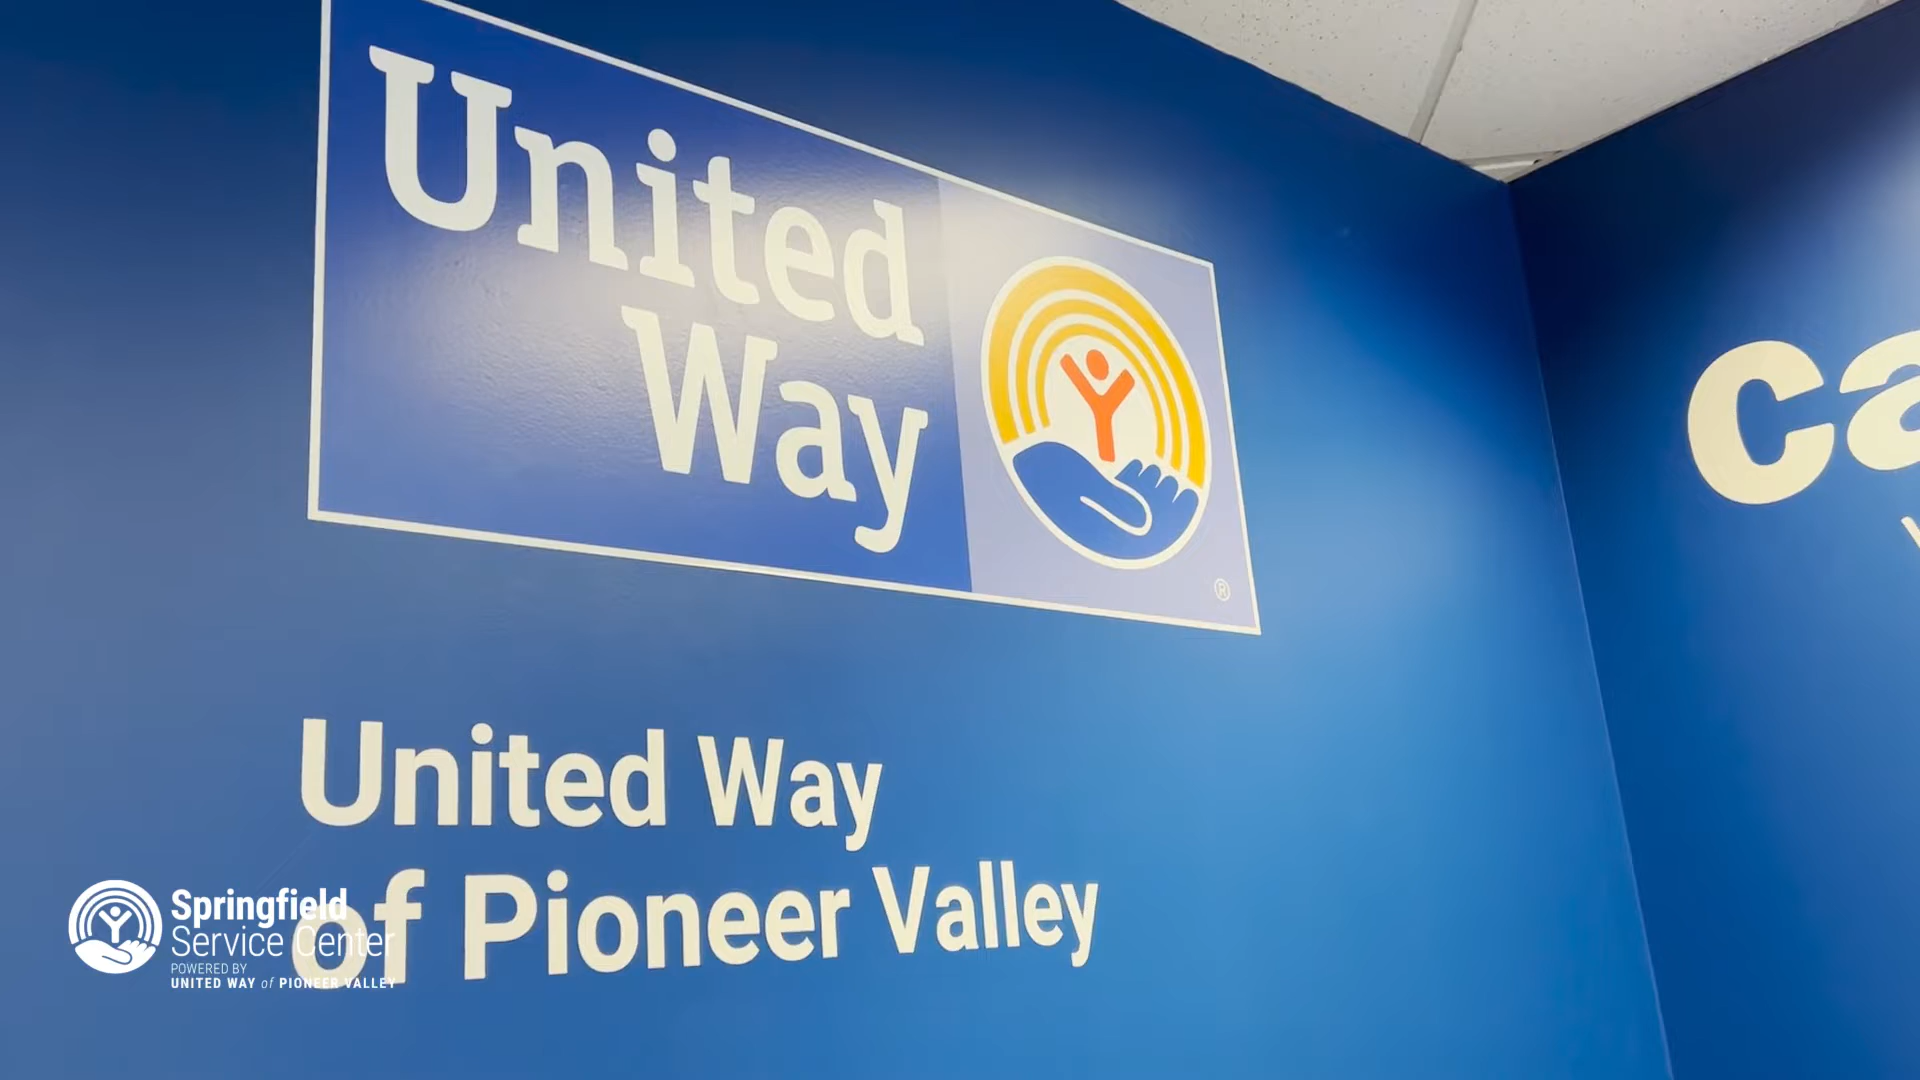 United
Way
®
United Way
of Pioneer Valley
ca
Springfield
Service Center
POWERED BY
UNITED WAY of PIONEER VALLEY